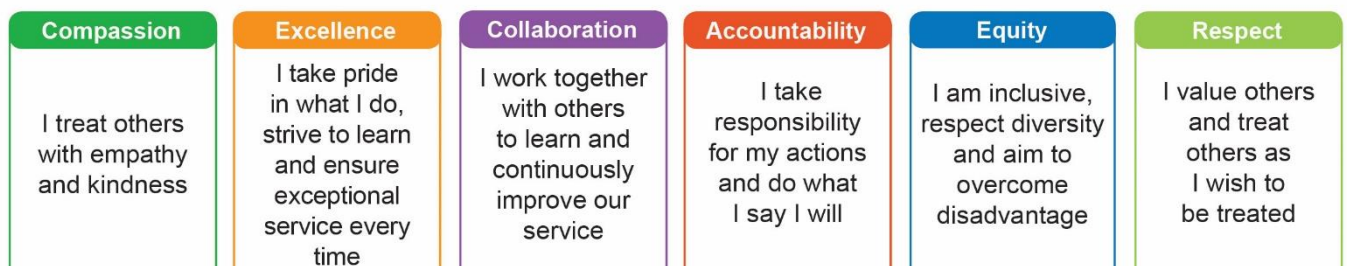 Compassion
I treat others
with empathy
and kindness
Excellence
I take pride
in what I do,
strive to learn
and ensure
exceptional
service every
time
Collaboration
I work together
with others
to learn and
continuously
improve our
service
Accountability
I take
responsibility
for my actions
and do what
I say I will
Equity
I am inclusive,
respect diversity
and aim to
overcome
disadvantage
Respect
I value others
and treat
others as
I wish to
be treated